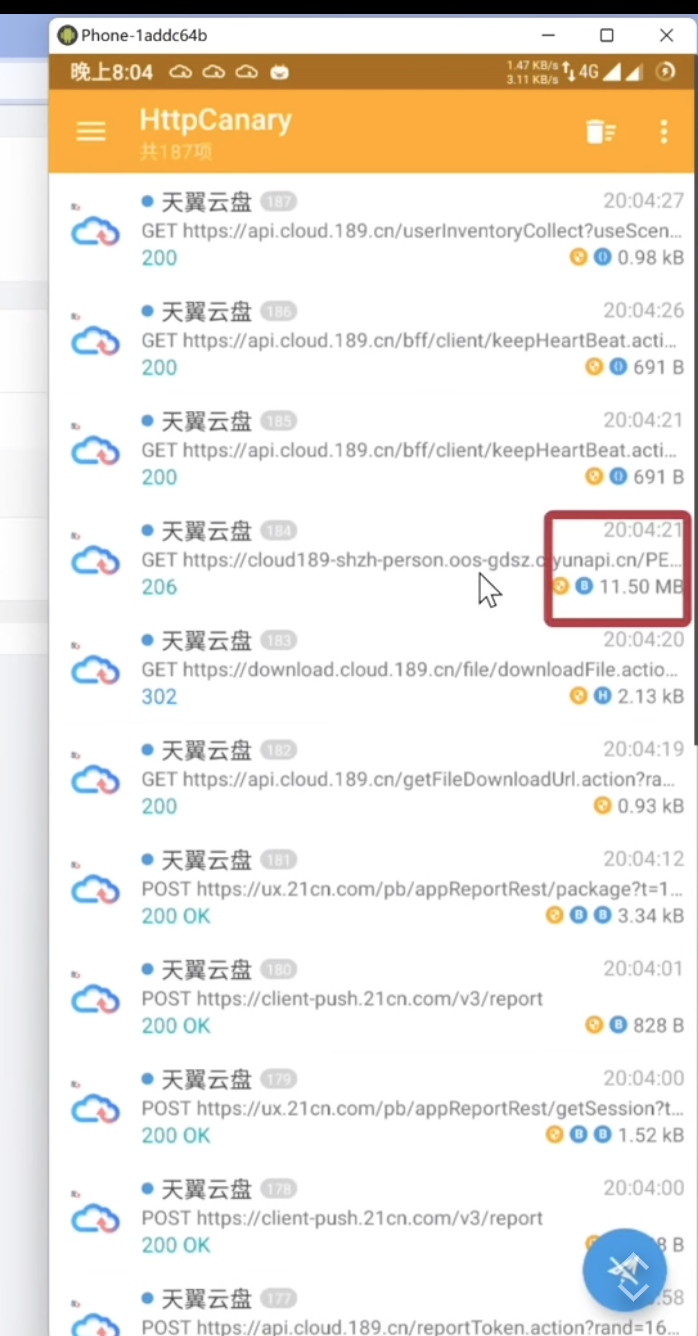 Phone-1addc64b
晚上8:04
1.47 KB/s
3.11 KB/s
4G
HttpCanary
共187项
天翼云盘 187 20:04:27
GET https://api.cloud.189.cn/userInventoryCollect?useScen...
200 0.98 kB
天翼云盘 186 20:04:26
GET https://api.cloud.189.cn/bff/client/keepHeartBeat.acti...
200 691 B
天翼云盘 185 20:04:21
GET https://api.cloud.189.cn/bff/client/keepHeartBeat.acti...
200 691 B
天翼云盘 184 20:04:21
GET https://cloud189-shzh-person.oos-gdsz.ctyunapi.cn/PE...
206 B 11.50 MB
天翼云盘 183 20:04:20
GET https://download.cloud.189.cn/file/downloadFile.actio...
302 H 2.13 kB
天翼云盘 182 20:04:19
GET https://api.cloud.189.cn/getFileDownloadUrl.action?ra...
200 0.93 kB
天翼云盘 181 20:04:12
POST https://ux.21cn.com/pb/appReportRest/package?t=1...
200 OK B B 3.34 kB
天翼云盘 180 20:04:01
POST https://client-push.21cn.com/v3/report
200 OK B 828 B
天翼云盘 179 20:04:00
POST https://ux.21cn.com/pb/appReportRest/getSession?t...
200 OK B B 1.52 kB
天翼云盘 178 20:04:00
POST https://client-push.21cn.com/v3/report
200 OK 8 B
天翼云盘 177 :58
POST https://api.cloud.189.cn/reportToken.action?rand=16...